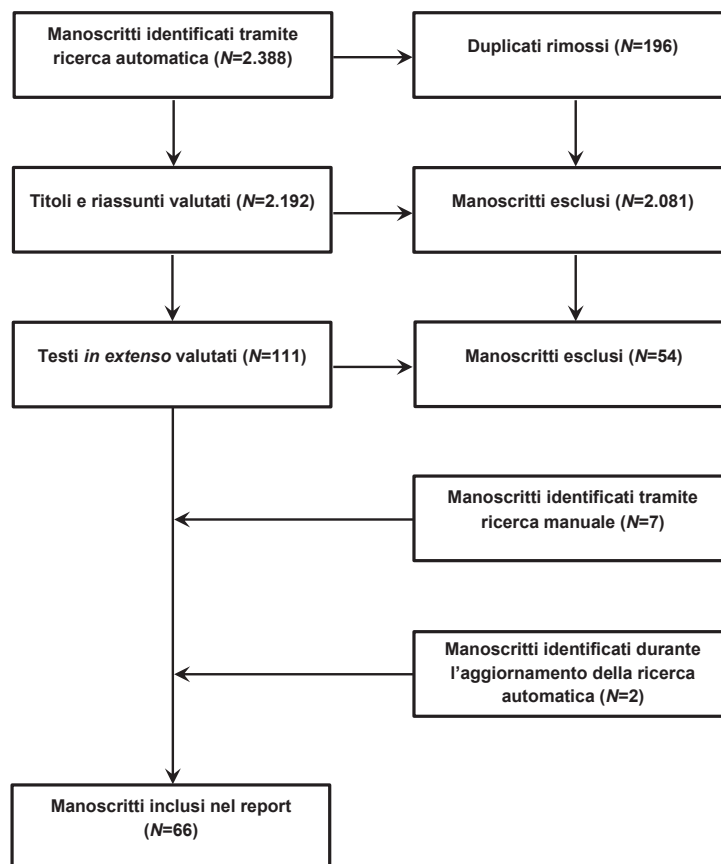 Manoscritti identificati tramite
ricerca automatica (N=2.388)
Duplicati rimossi (N=196)
Titoli e riassunti valutati (N=2.192)
Manoscritti esclusi (N=2.081)
Testi in extenso valutati (N=111)
Manoscritti esclusi (N=54)
Manoscritti identificati tramite
ricerca manuale (N=7)
Manoscritti identificati durante
l’aggiornamento della ricerca
automatica (N=2)
Manoscritti inclusi nel report
(N=66)